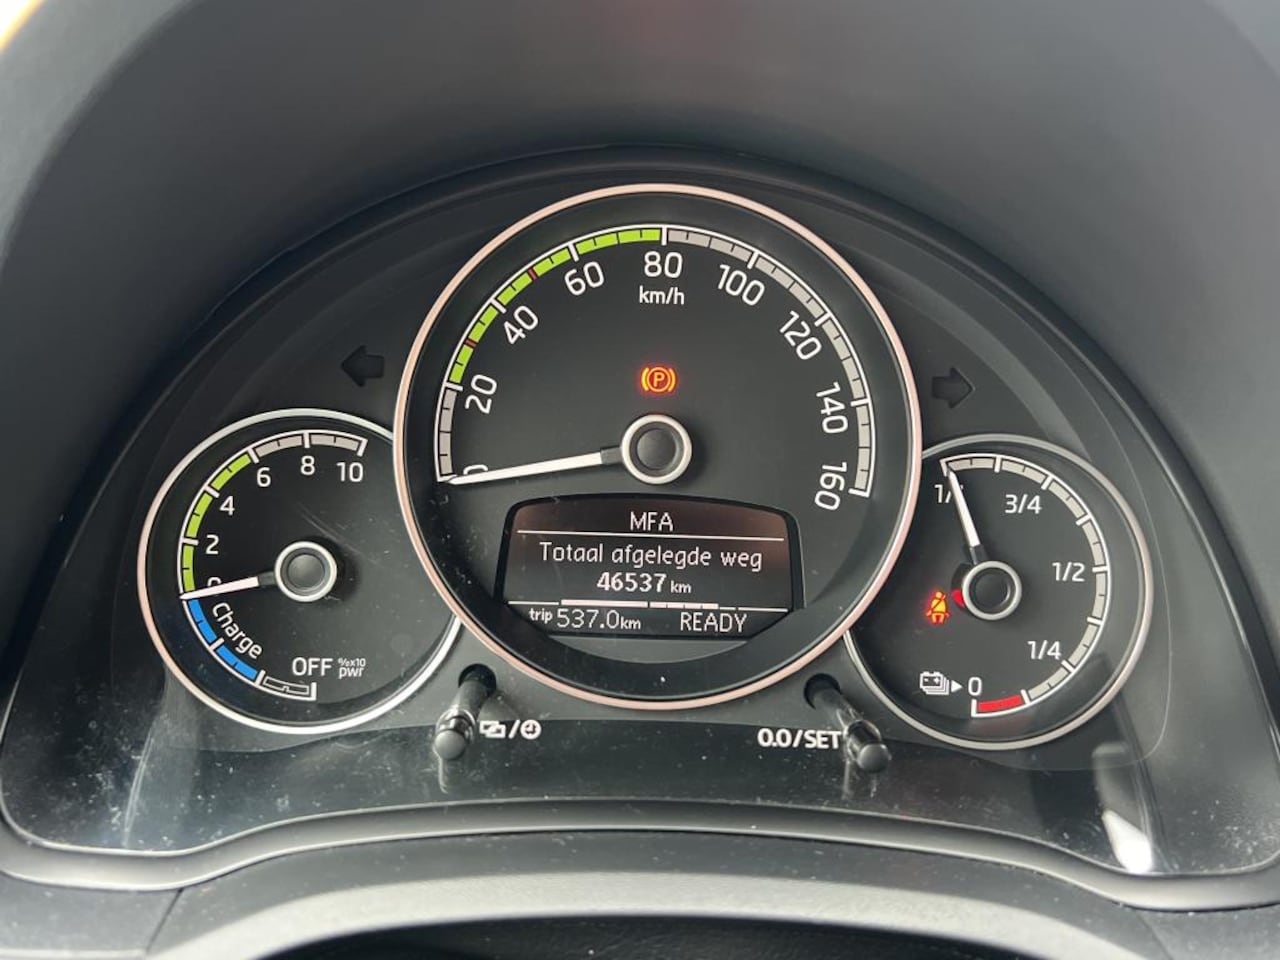 20
40
60
80
100
120
140
160
km/h
(P)
0
2
4
6
8
10
Charge
OFF %x10
pwr
3/4
1/2
1/4
0
MFA
Totaal afgelegde weg
46537 km
trip 537.0km READY
0.0/SET